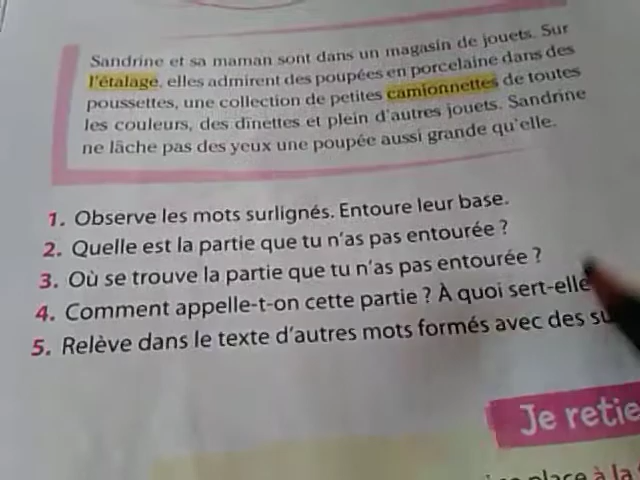 Sandrine et sa maman sont dans un magasin de jouets. Sur
l'étalage, elles admirent des poupées en porcelaine dans des
poussettes, une collection de petites camionnettes de toutes
les couleurs, des dînettes et plein d'autres jouets. Sandrine
ne lâche pas des yeux une poupée aussi grande qu'elle.
1. Observe les mots surlignés. Entoure leur base.
2. Quelle est la partie que tu n'as pas entourée ?
3. Où se trouve la partie que tu n'as pas entourée ?
4. Comment appelle-t-on cette partie ? À quoi sert-elle
5. Relève dans le texte d'autres mots formés avec des su
Je retie
place à la